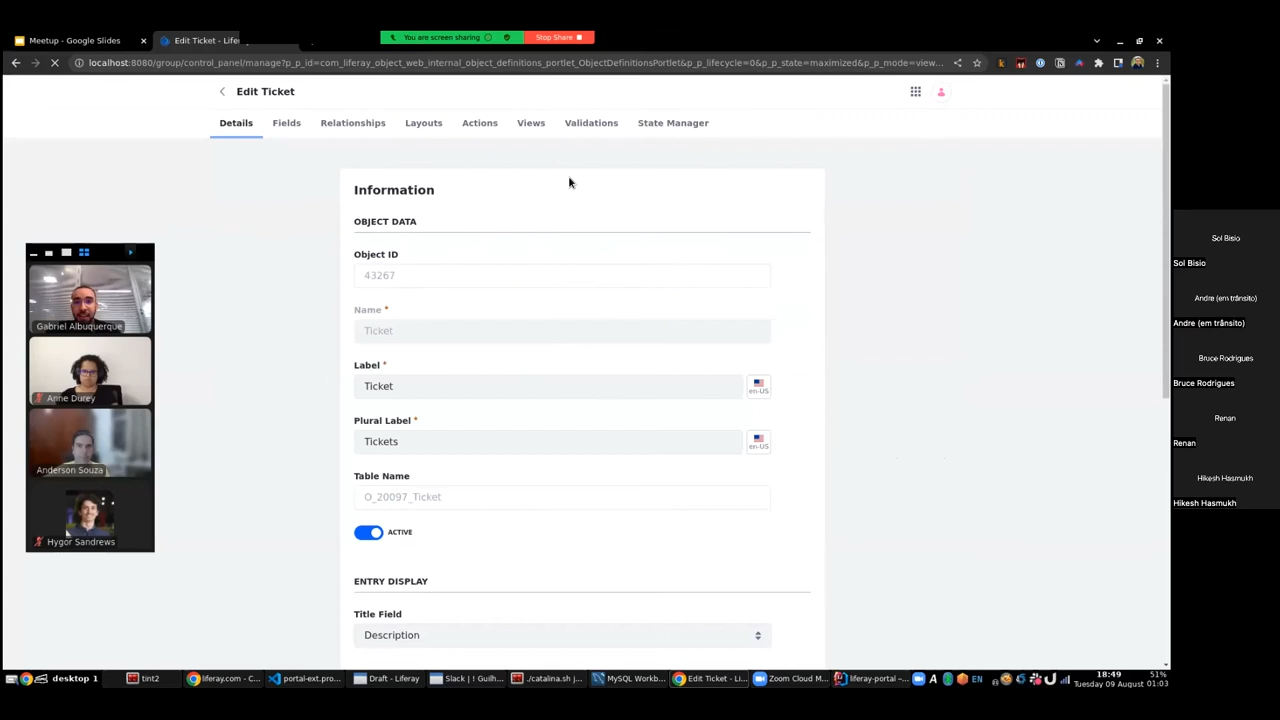 Meetup - Google Slides
Edit Ticket - Lifer
You are screen sharing
Stop Share
localhost:8080/group/control_panel/manage?p_p_id=com_liferay_object_web_internal_object_definitions_portlet_ObjectDefinitionsPortlet&p_p_lifecycle=0&p_p_state=maximized&p_p_mode=view...
Edit Ticket
Details Fields Relationships Layouts Actions Views Validations State Manager
Information
OBJECT DATA
Object ID
43267
Name *
Ticket
Label *
Ticket
en-US
Plural Label *
Tickets
en-US
Table Name
O_20097_Ticket
ACTIVE
ENTRY DISPLAY
Title Field
Description
Gabriel Albuquerque
Anne Durey
Anderson Souza
Hygor Sandrews
Sol Bisio
Sol Bisio
Andre (em trânsito)
Andre (em trânsito)
Bruce Rodrigues
Bruce Rodrigues
Renan
Renan
Hikesh Hasmukh
Hikesh Hasmukh
desktop 1 tint2 liferay.com - C... portal-ext.pro... Draft - Liferay Slack | ! Guilh... ./catalina.sh j... MySQL Workb... Edit Ticket - Li... Zoom Cloud M... liferay-portal –... EN 18:49 51%
Tuesday 09 August 01:03